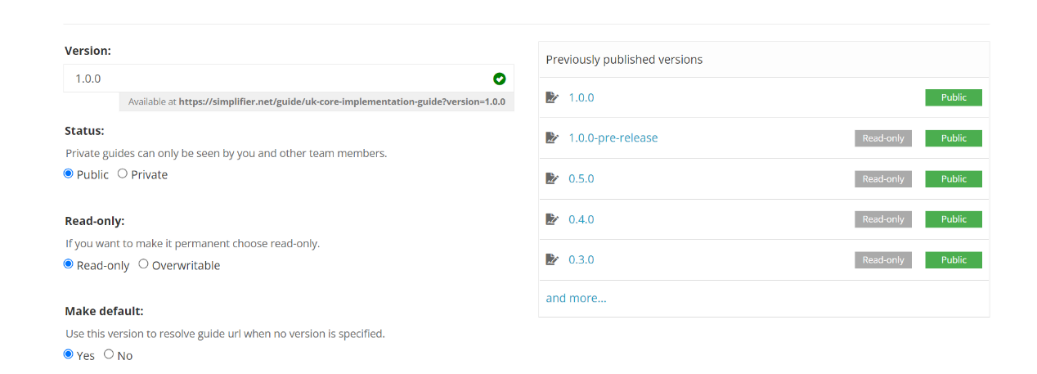 Version:
1.0.0
Available at https://simplifier.net/guide/uk-core-implementation-guide?version=1.0.0
Status:
Private guides can only be seen by you and other team members.
Public Private
Read-only:
If you want to make it permanent choose read-only.
Read-only Overwritable
Make default:
Use this version to resolve guide url when no version is specified.
Yes No
Previously published versions
1.0.0 Public
1.0.0-pre-release Read-only Public
0.5.0 Read-only Public
0.4.0 Read-only Public
0.3.0 Read-only Public
and more...